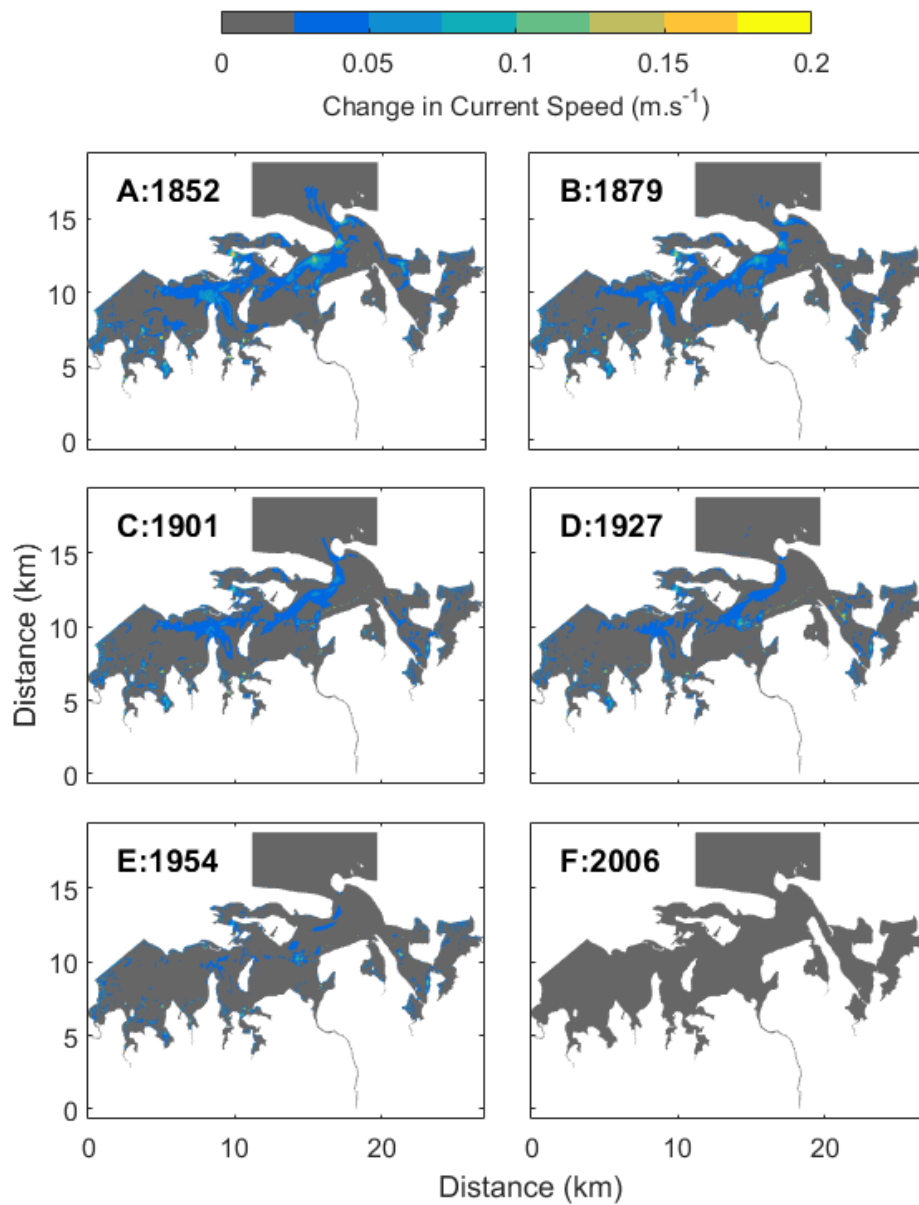 0 0.05 0.1 0.15 0.2
Change in Current Speed (m.s-1)
A:1852
B:1879
15
10
5
0
C:1901
D:1927
15
10
5
0
Distance (km)
E:1954
F:2006
15
10
5
0
0 10 20
0 10 20
Distance (km)